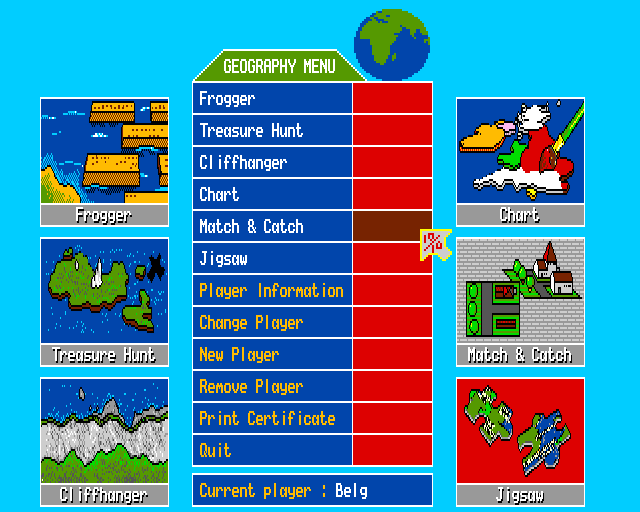 GEOGRAPHY MENU
Frogger
Treasure Hunt
Cliffhanger
Chart
Match & Catch
Jigsaw
Player Information
Change Player
New Player
Remove Player
Print Certificate
Quit
Current player : Belg
Frogger
Treasure Hunt
Cliffhanger
Chart
Match & Catch
Jigsaw